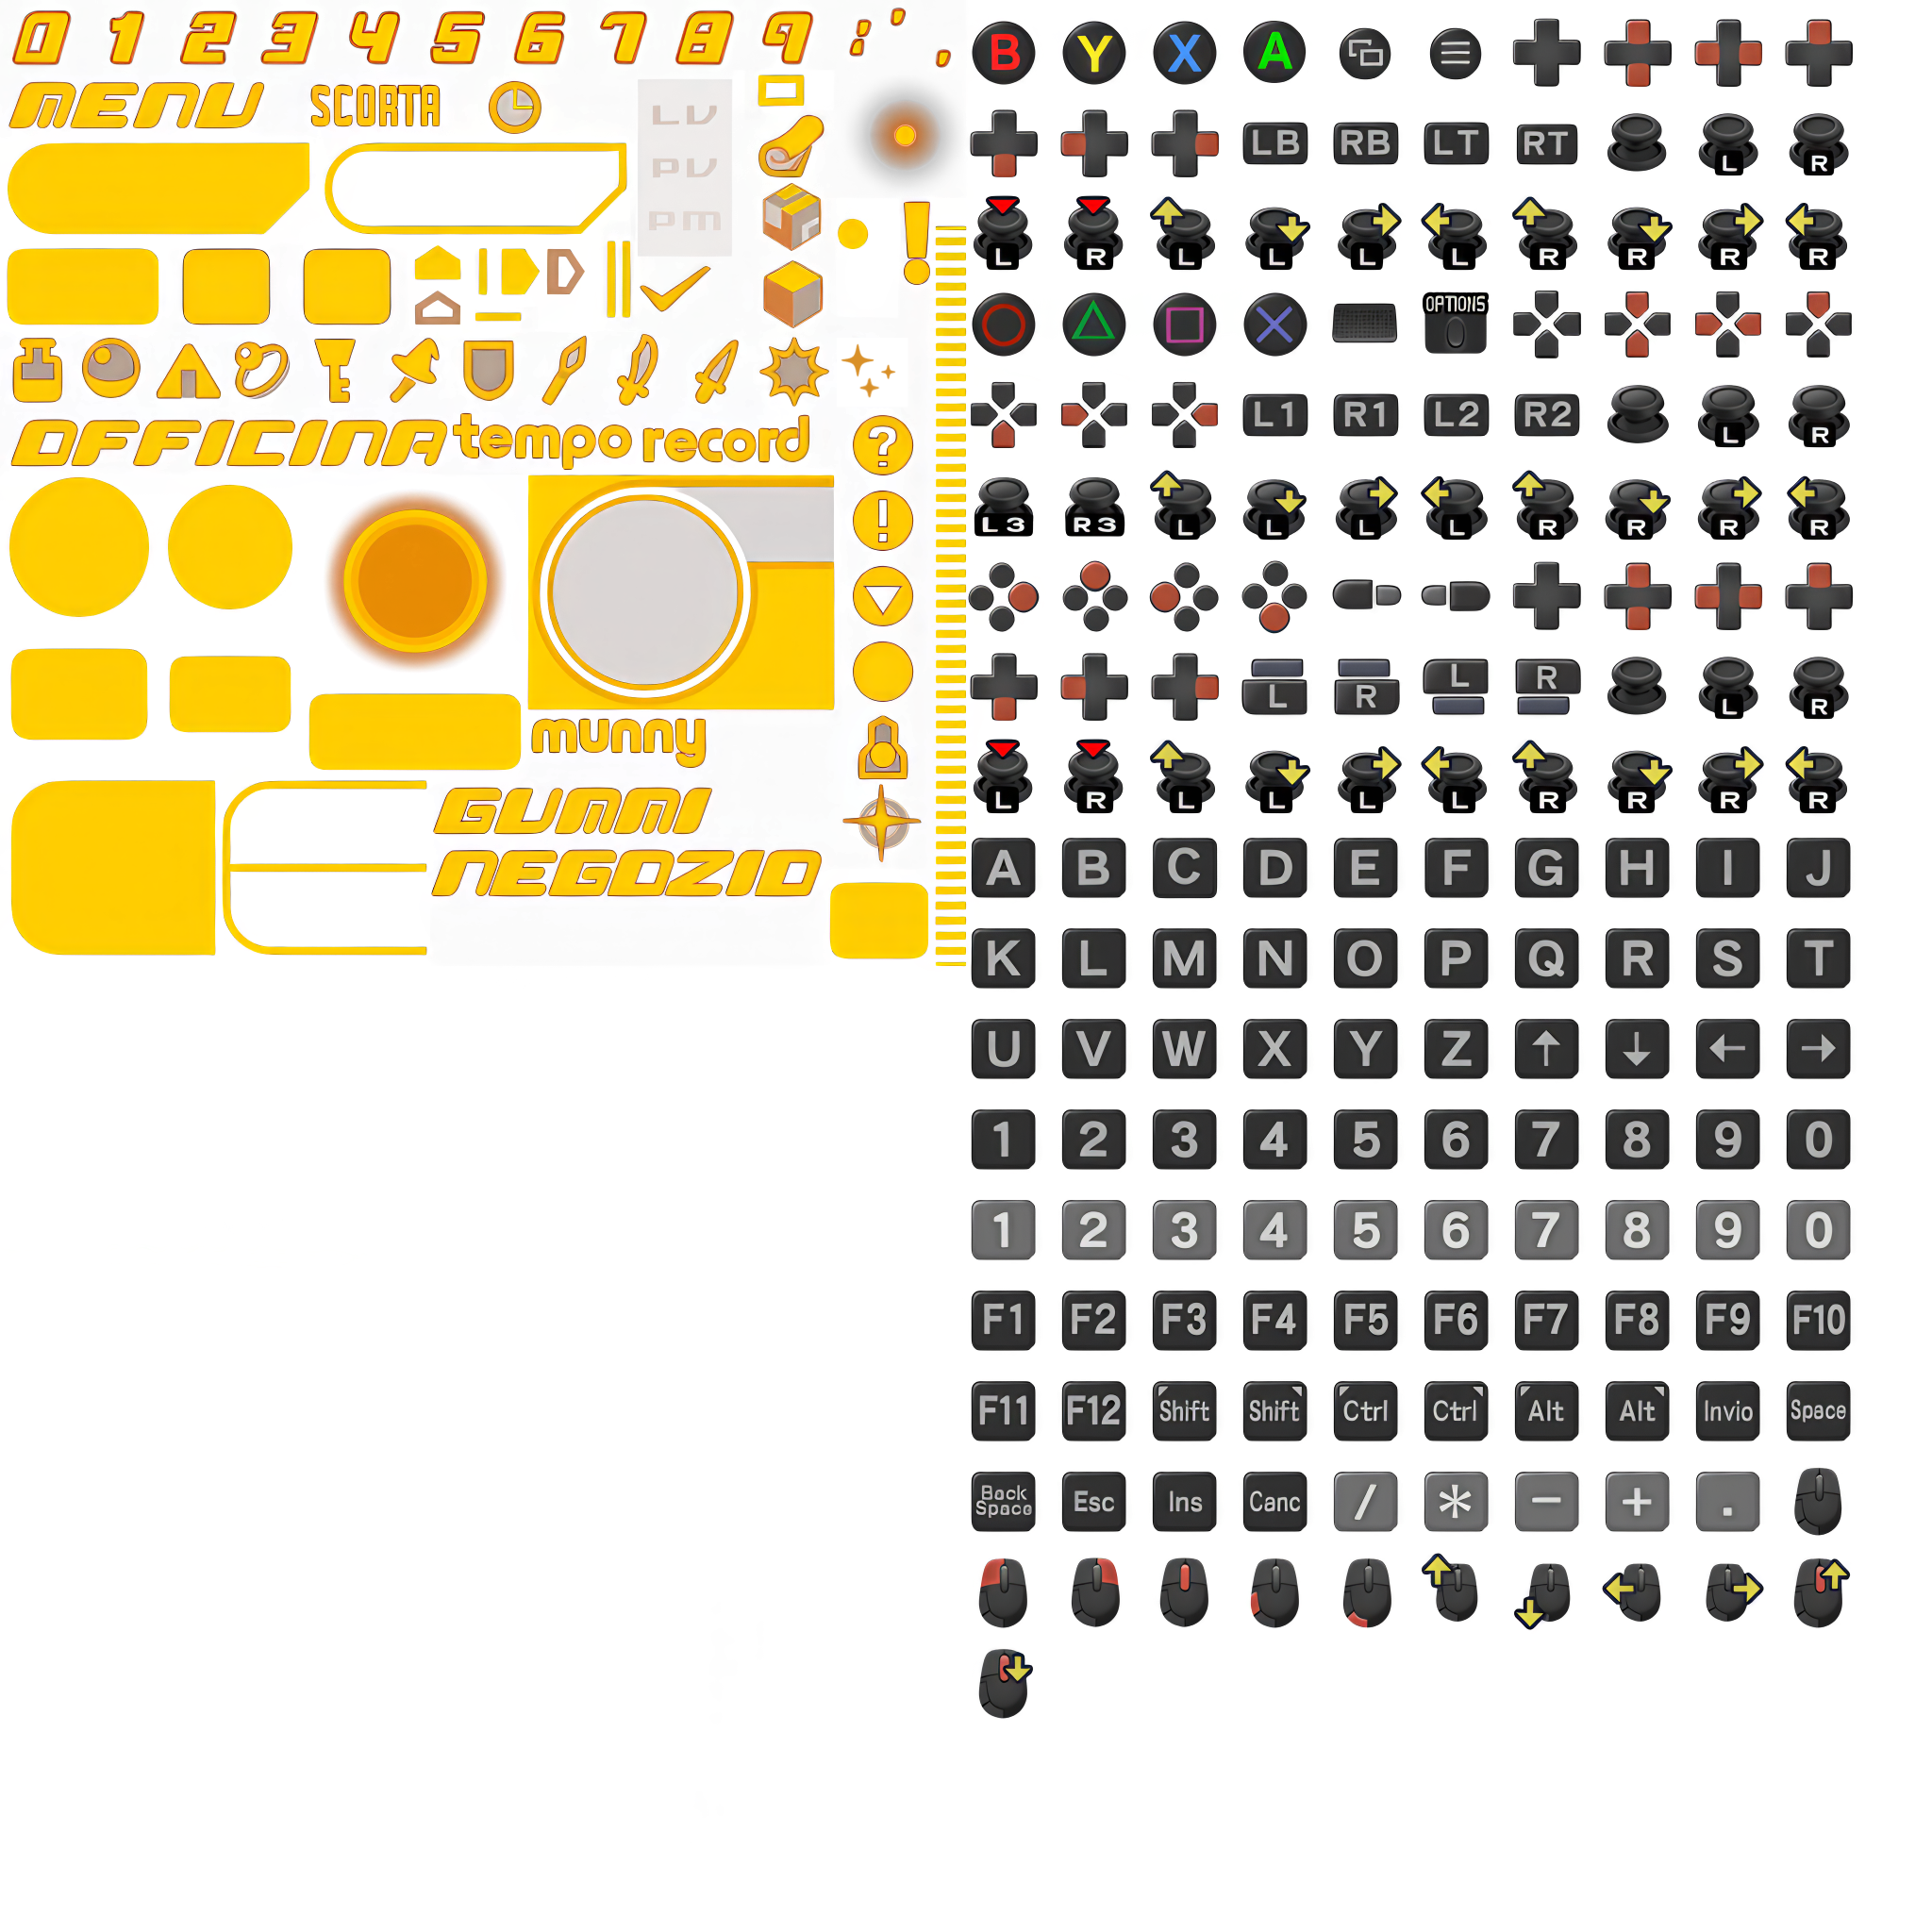 0 1 2 3 4 5 6 7 8 9 : ' ,
MENU SCORTA
LV
PV
PM
OFFICINA tempo record
?
!
munny
GUMMI
NEGOZIO
B Y X A
LB RB LT RT L R
L R L L L L R R R R
OPTIONS
L1 R1 L2 R2 L R
L3 R3 L L L L R R R R
L R L R L R
L R L L L L R R R R
A B C D E F G H I J
K L M N O P Q R S T
U V W X Y Z ↑ ↓ ← →
1 2 3 4 5 6 7 8 9 0
1 2 3 4 5 6 7 8 9 0
F1 F2 F3 F4 F5 F6 F7 F8 F9 F10
F11 F12 Shift Shift Ctrl Ctrl Alt Alt Invio Space
Back Space Esc Ins Canc / * - + .